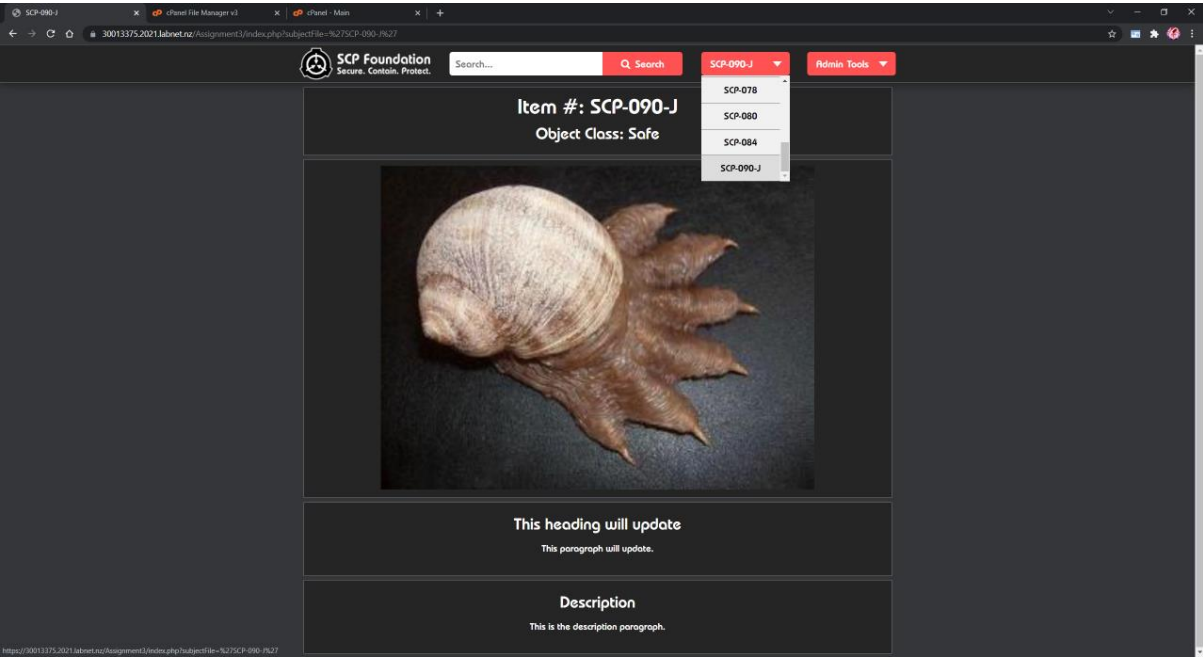 SCP-090-J
cPanel File Manager v3
cPanel - Main
30013375.2021.labnet.nz/Assignment3/index.php?subjectFile=%27SCP-090-J%27
SCP Foundation
Secure. Contain. Protect.
Search...
Search
SCP-090-J
Admin Tools
SCP-078
SCP-080
SCP-084
SCP-090-J
Item #: SCP-090-J
Object Class: Safe
This heading will update
This paragraph will update.
Description
This is the description paragraph.
https://30013375.2021.labnet.nz/Assignment3/index.php?subjectFile=%27SCP-090-J%27